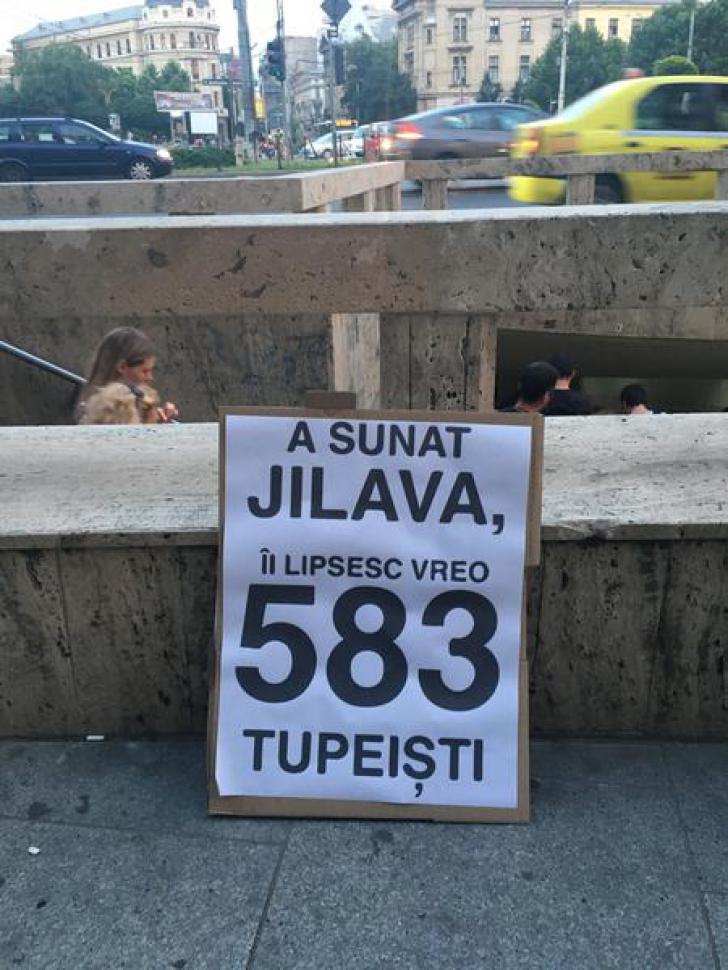 A SUNAT
JILAVA,
ÎI LIPSESC VREO
583
TUPEIȘTI